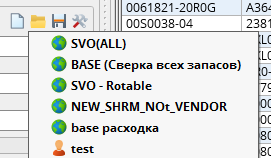 0061821-20R0G A364
00S0038-04 2381
SVO(ALL)
BASE (Сверка всех запасов)
SVO - Rotable
NEW_SHRM_NOt_VENDOR
base расходка
test